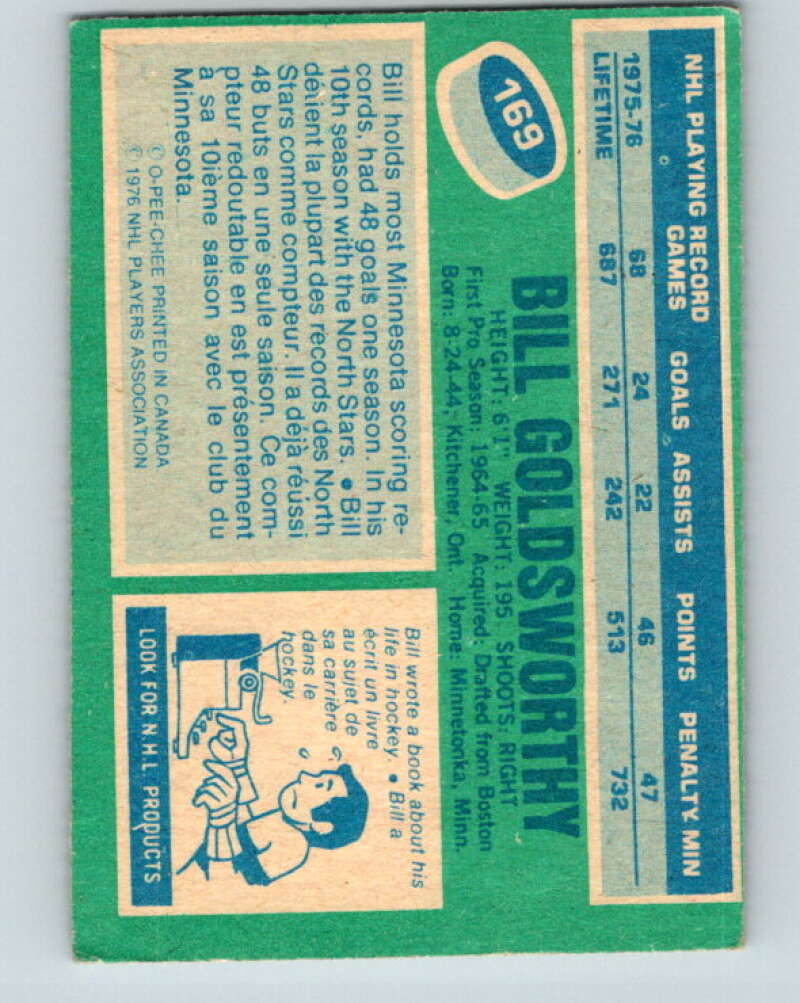 NHL PLAYING RECORD
GAMES GOALS ASSISTS POINTS PENALTY MIN
1975-76 68 24 22 46 47
LIFETIME 687 271 242 513 732
169
BILL GOLDSWORTHY
HEIGHT: 6'1" WEIGHT: 195 SHOOTS: RIGHT
First Pro Season: 1964-65 Acquired: Drafted from Boston
Born: 8-24-44, Kitchener, Ont. Home: Minnetonka, Minn.
Bill holds most Minnesota scoring re-
cords, had 48 goals one season. In his
10th season with the North Stars. • Bill
détient la plupart des records des North
Stars comme compteur. Il a déjà réussi
48 buts en une seule saison. Ce com-
pteur redoutable en est présentement
à sa 10ième saison avec le club du
Minnesota.
© O-PEE-CHEE PRINTED IN CANADA
© 1976 NHL PLAYERS ASSOCIATION
Bill wrote a book about his
life in hockey. • Bill a
écrit un livre
au sujet de
sa carrière
dans le
hockey.
LOOK FOR N.H.L. PRODUCTS